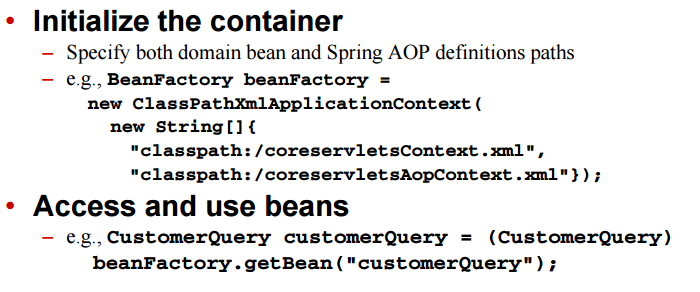 • Initialize the container
– Specify both domain bean and Spring AOP definitions paths
– e.g., BeanFactory beanFactory =
new ClassPathXmlApplicationContext(
new String[]{
"classpath:/coreservletsContext.xml",
"classpath:/coreservletsAopContext.xml"});
• Access and use beans
– e.g., CustomerQuery customerQuery = (CustomerQuery)
beanFactory.getBean("customerQuery");